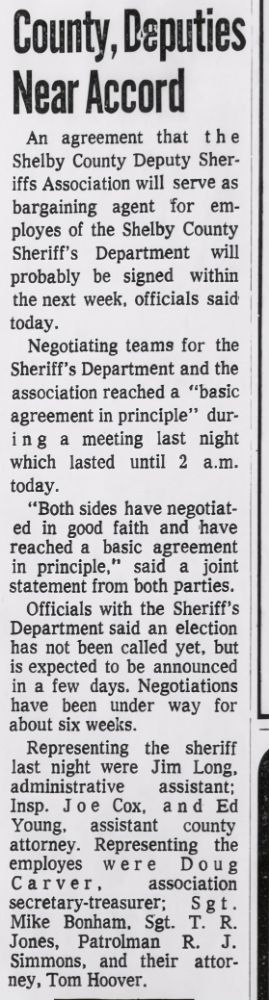 County, Deputies
Near Accord
An agreement that the
Shelby County Deputy Sher-
iffs Association will serve as
bargaining agent for em-
ployes of the Shelby County
Sheriff's Department will
probably be signed within
the next week, officials said
today.
Negotiating teams for the
Sheriff's Department and the
association reached a "basic
agreement in principle" dur-
ing a meeting last night
which lasted until 2 a.m.
today.
"Both sides have negotiat-
ed in good faith and have
reached a basic agreement
in principle," said a joint
statement from both parties.
Officials with the Sheriff's
Department said an election
has not been called yet, but
is expected to be announced
in a few days. Negotiations
have been under way for
about six weeks.
Representing the sheriff
last night were Jim Long,
administrative assistant;
Insp. Joe Cox, and Ed
Young, assistant county
attorney. Representing the
employes were Doug
Carver, association
secretary-treasurer; Sgt.
Mike Bonham, Sgt. T. R.
Jones, Patrolman R. J.
Simmons, and their attor-
ney, Tom Hoover.